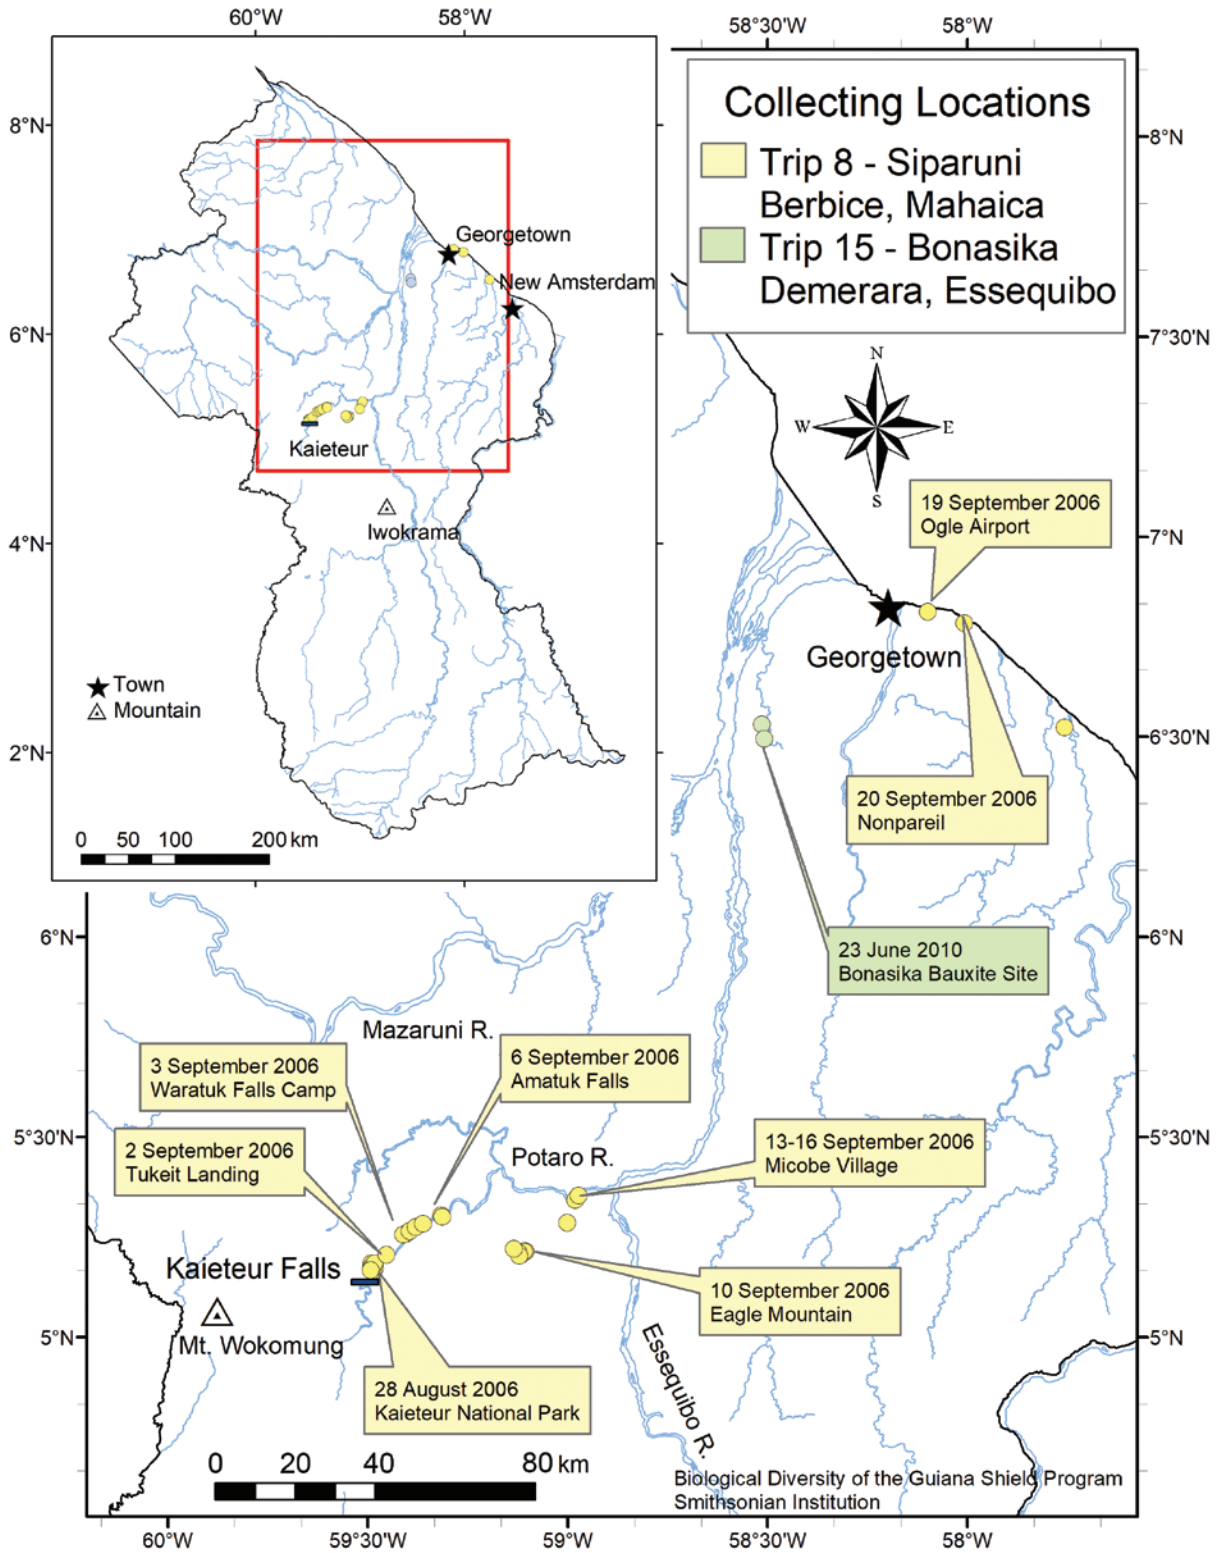 60°W
58°W
8°N
6°N
4°N
2°N
Georgetown
New Amsterdam
Kaieteur
Iwokrama
Town
Mountain
0 50 100 200 km
58°30'W
58°W
Collecting Locations
Trip 8 - Siparuni
Berbice, Mahaica
Trip 15 - Bonasika
Demerara, Essequibo
8°N
7°30'N
7°N
6°30'N
6°N
5°30'N
5°N
N
W
E
S
19 September 2006
Ogle Airport
Georgetown
20 September 2006
Nonpareil
23 June 2010
Bonasika Bauxite Site
6°N
5°30'N
5°N
Mazaruni R.
3 September 2006
Waratuk Falls Camp
6 September 2006
Amatuk Falls
2 September 2006
Tukeit Landing
Potaro R.
13-16 September 2006
Micobe Village
Kaieteur Falls
Mt. Wokomung
10 September 2006
Eagle Mountain
28 August 2006
Kaieteur National Park
Essequibo R.
0 20 40 80 km
Biological Diversity of the Guiana Shield Program
Smithsonian Institution
60°W
59°30'W
59°W
58°30'W
58°W